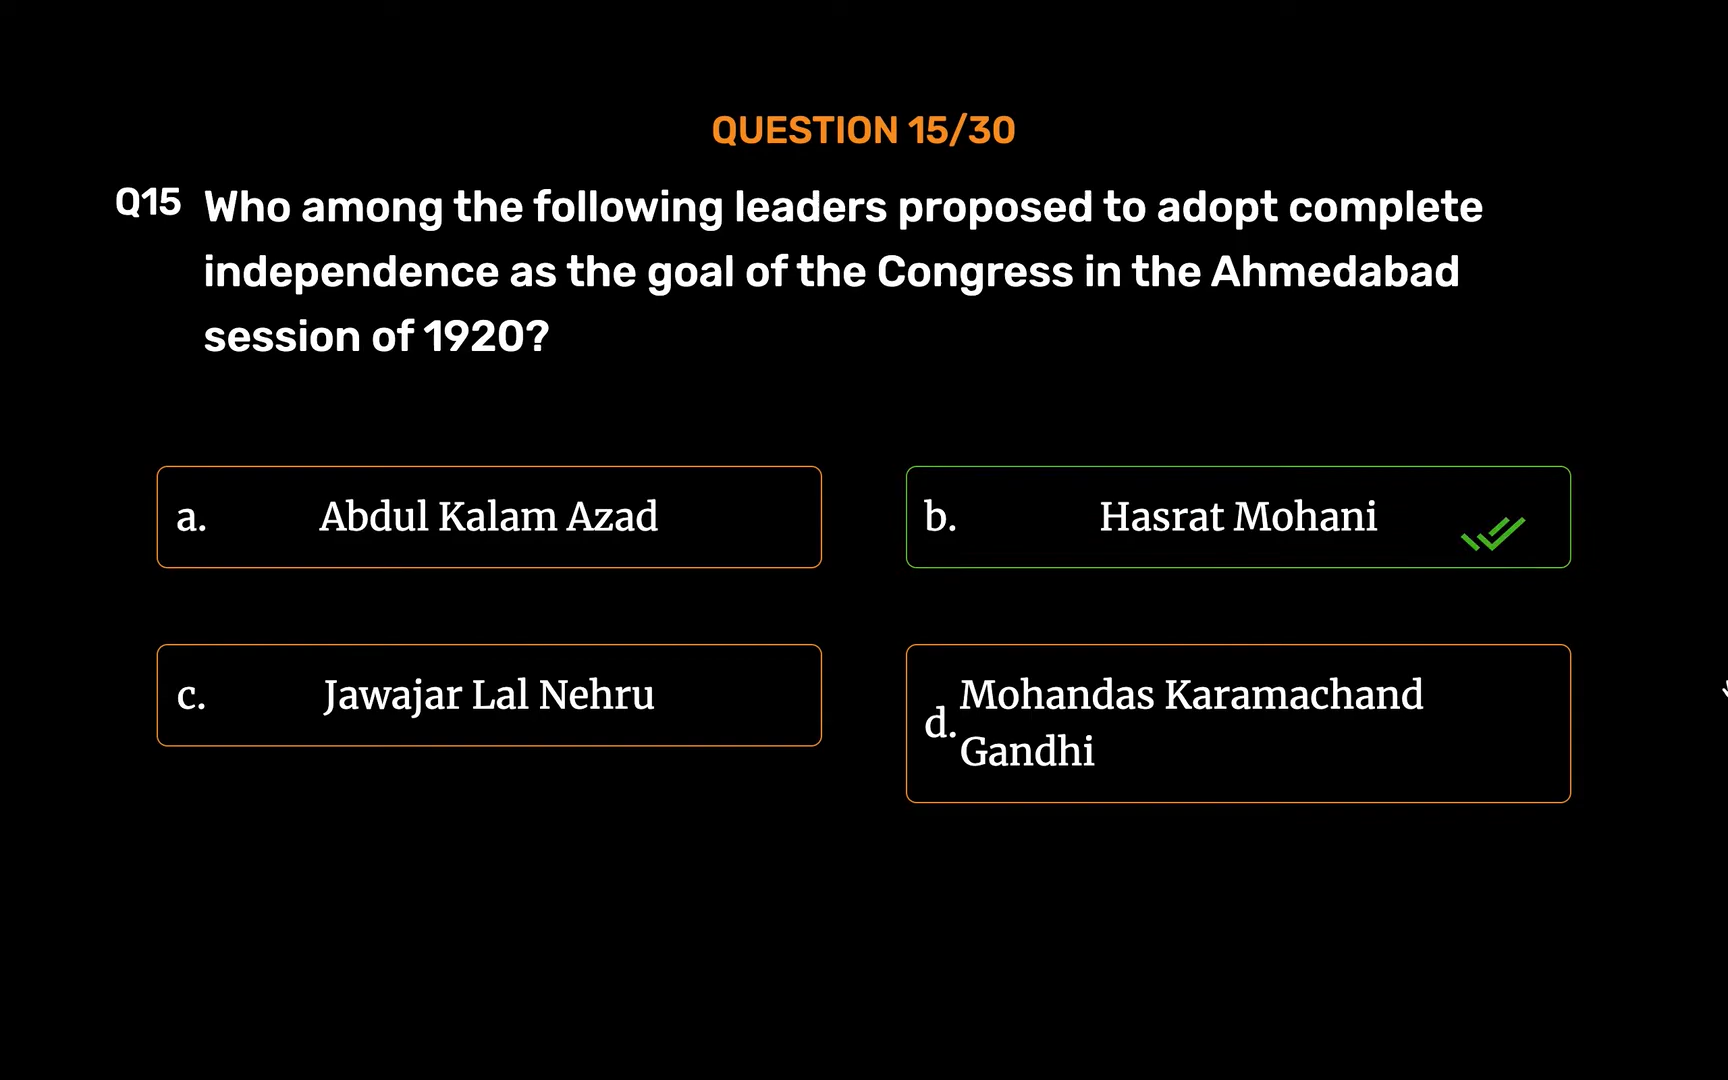 QUESTION 15/30
Q15 Who among the following leaders proposed to adopt complete
independence as the goal of the Congress in the Ahmedabad
session of 1920?
a. Abdul Kalam Azad
b. Hasrat Mohani
c. Jawajar Lal Nehru
d. Mohandas Karamachand
Gandhi